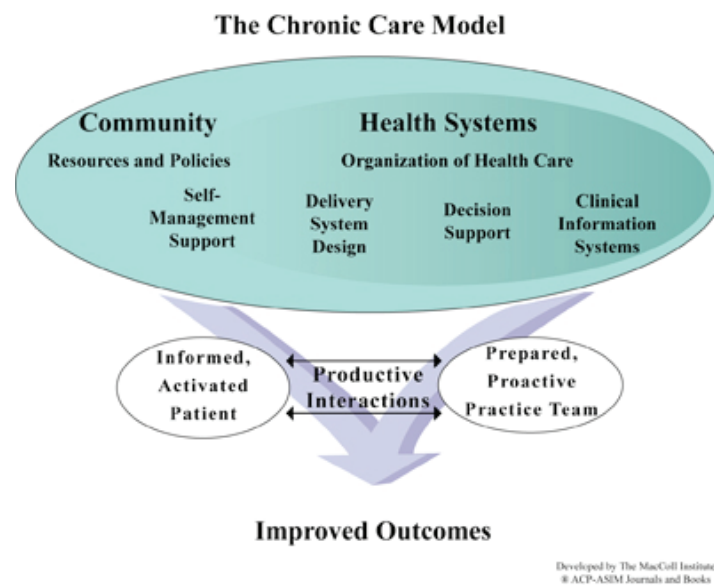 The Chronic Care Model
Community
Health Systems
Resources and Policies
Organization of Health Care
Self-
Management
Support
Delivery
System
Design
Decision
Support
Clinical
Information
Systems
Informed,
Activated
Patient
Productive
Interactions
Prepared,
Proactive
Practice Team
Improved Outcomes
Developed by The MacColl Institute
® ACP-ASIM Journals and Books